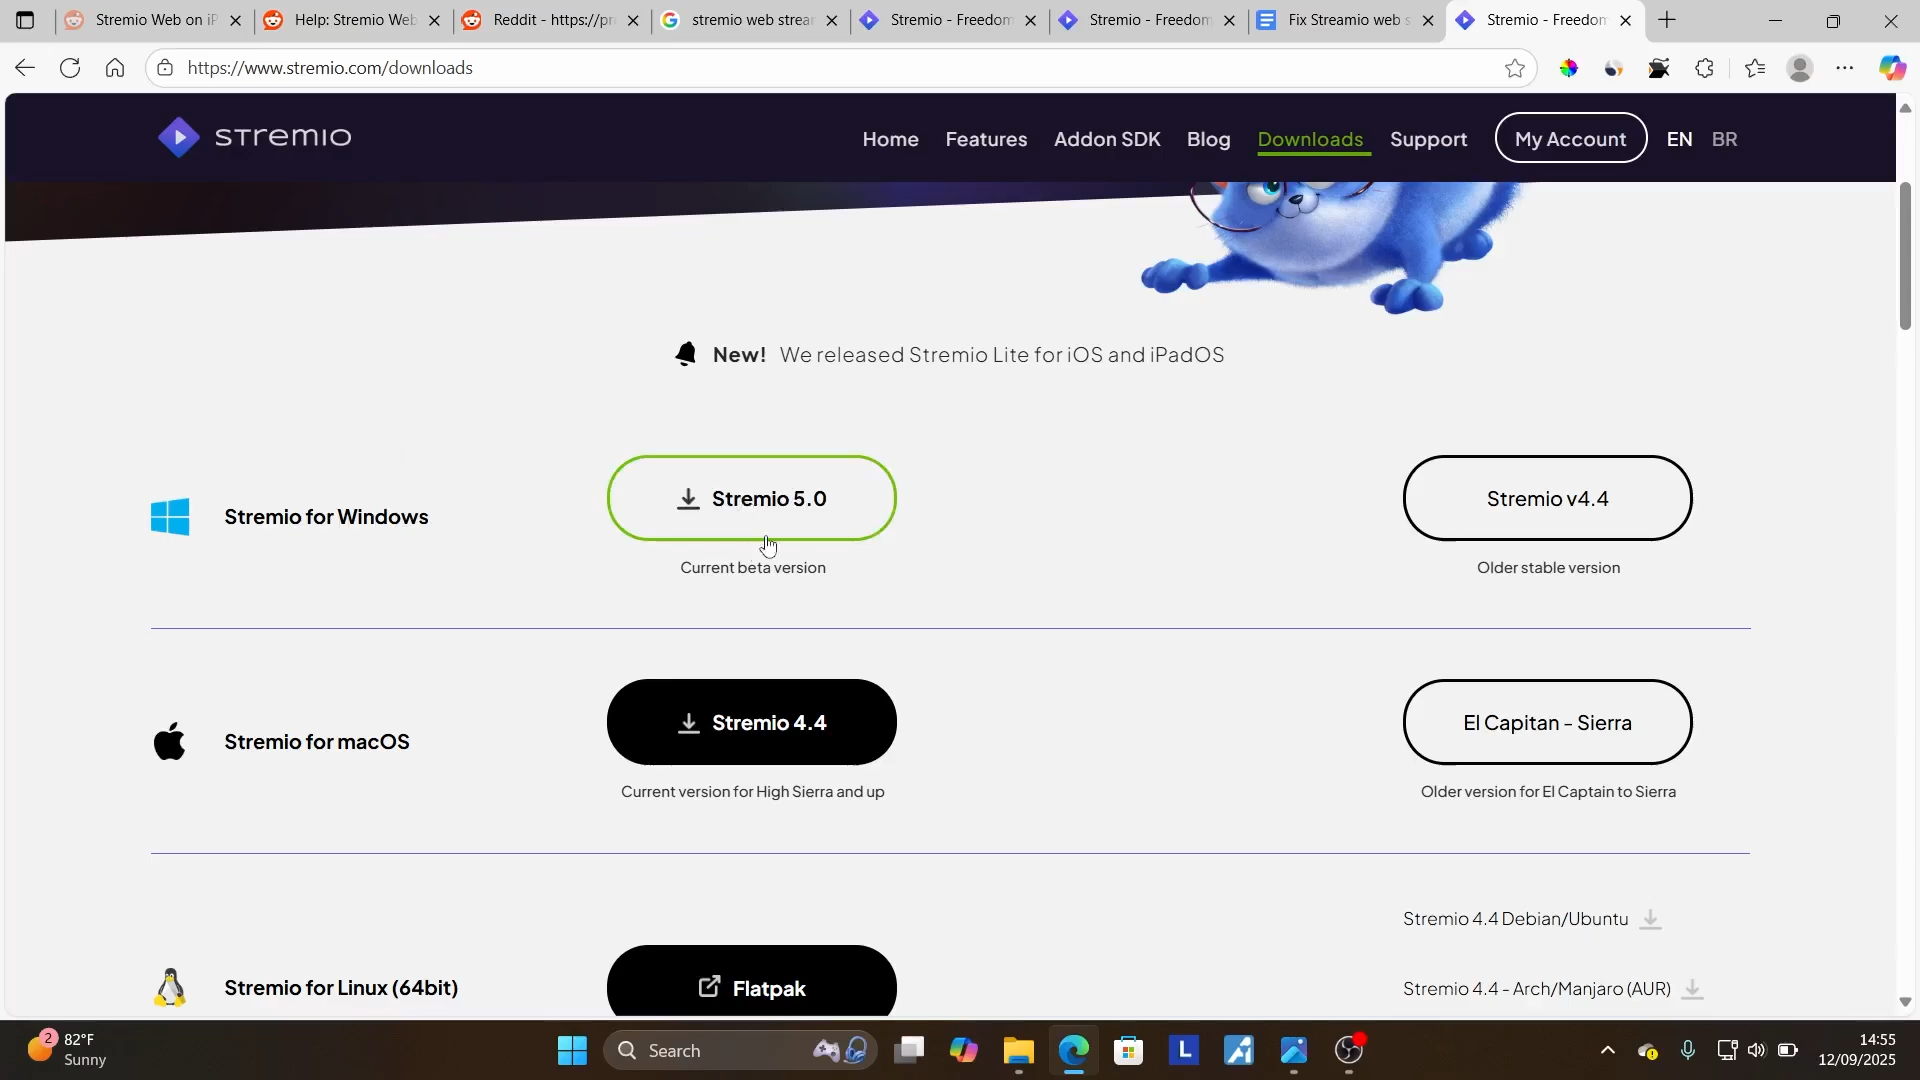 Stremio Web on iP
Help: Stremio Web
Reddit - https://pr
stremio web strea
Stremio - Freedom
Stremio - Freedom
Fix Streamio web s
Stremio - Freedom
https://www.stremio.com/downloads
STREMIO
Home
Features
Addon SDK
Blog
Downloads
Support
My Account
EN
BR
New! We released Stremio Lite for iOS and iPadOS
Stremio for Windows
Stremio 5.0
Current beta version
Stremio v4.4
Older stable version
Stremio for macOS
Stremio 4.4
Current version for High Sierra and up
El Capitan - Sierra
Older version for El Captain to Sierra
Stremio for Linux (64bit)
Flatpak
Stremio 4.4 Debian/Ubuntu
Stremio 4.4 - Arch/Manjaro (AUR)
2
82°F
Sunny
Search
L
14:55
12/09/2025